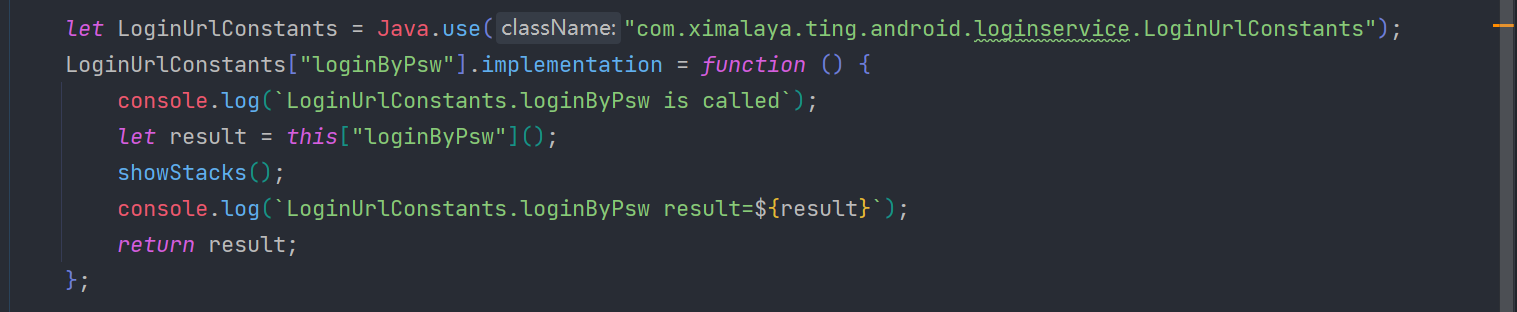 let LoginUrlConstants = Java.use( className: "com.ximalaya.ting.android.loginservice.LoginUrlConstants");
LoginUrlConstants["loginByPsw"].implementation = function () {
console.log(`LoginUrlConstants.loginByPsw is called`);
let result = this["loginByPsw"]();
showStacks();
console.log(`LoginUrlConstants.loginByPsw result=${result}`);
return result;
};